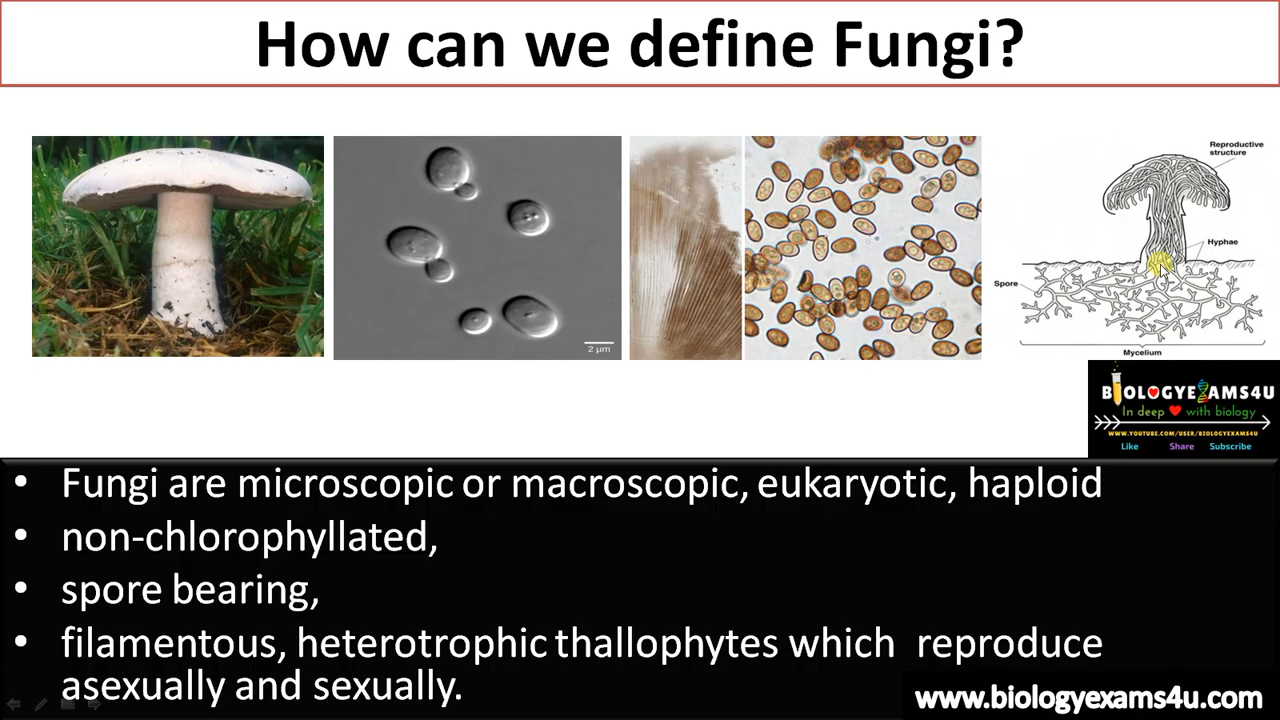 How can we define Fungi?
2 μm
Reproductive
structure
Hyphae
Spore
Mycelium
BIOLOGYEXAMS4U
In deep with biology
WWW.YOUTUBE.COM/USER/BIOLOGYEXAMS4U
Like Share Subscribe
• Fungi are microscopic or macroscopic, eukaryotic, haploid
• non-chlorophyllated,
• spore bearing,
• filamentous, heterotrophic thallophytes which reproduce
asexually and sexually.
www.biologyexams4u.com